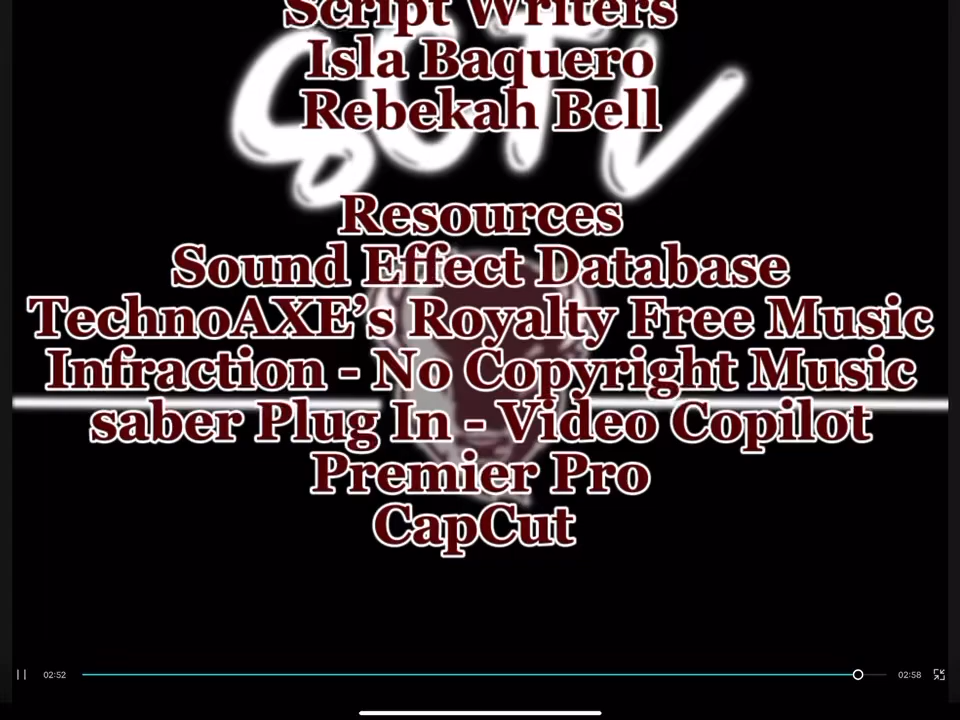 Script Writers
Isla Baquero
Rebekah Bell
SCTV
Resources
Sound Effect Database
TechnoAXE’s Royalty Free Music
Infraction - No Copyright Music
saber Plug In - Video Copilot
Premier Pro
CapCut
02:52
02:58